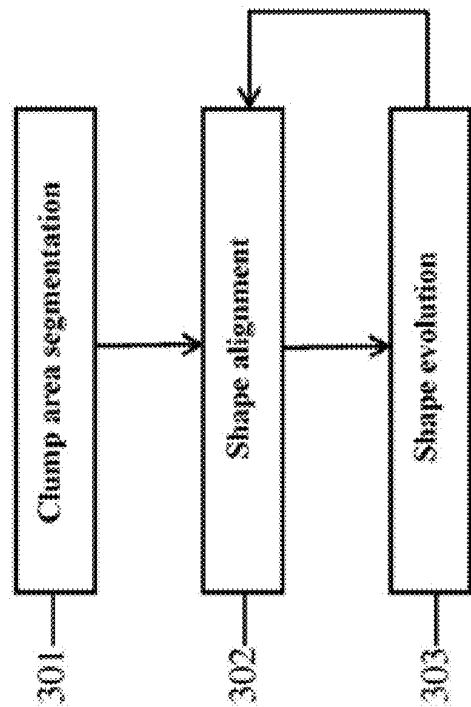 301
Clump area segmentation
302
Shape alignment
303
Shape evolution